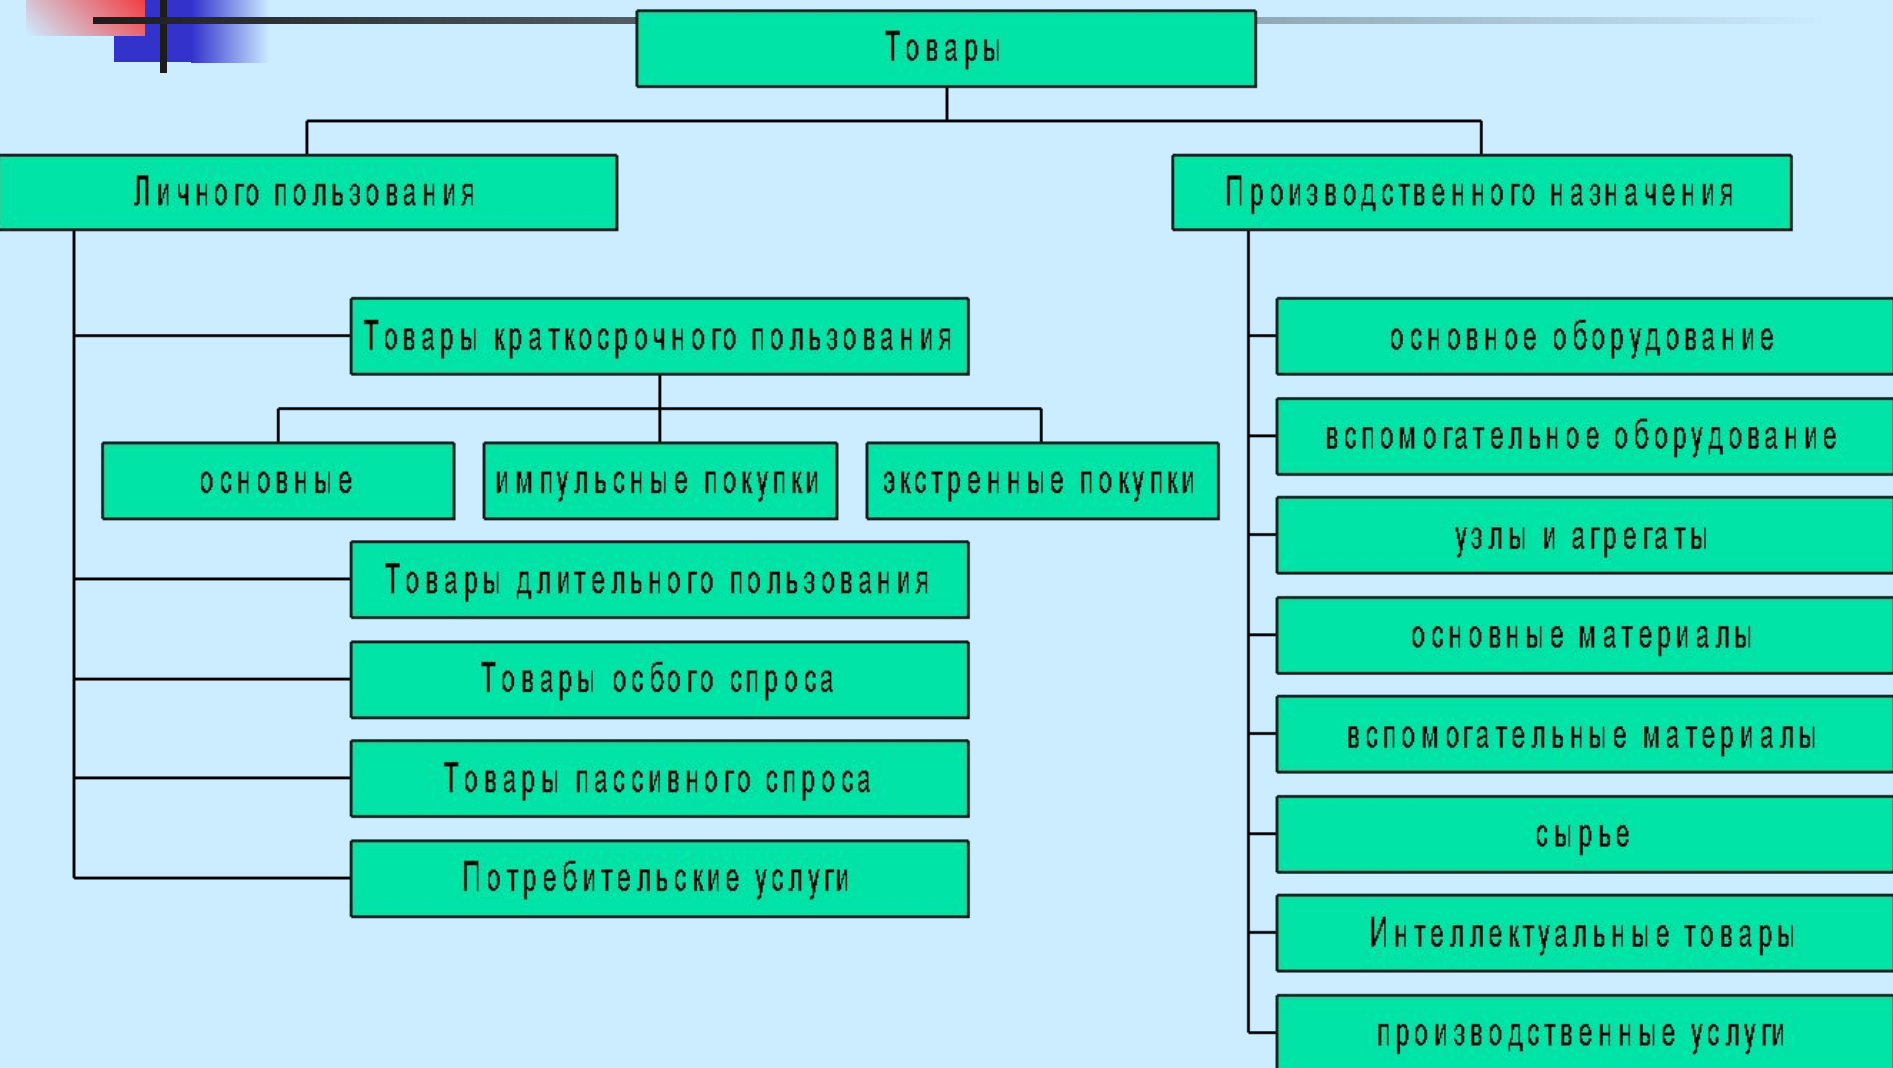 Товары
Личного пользования
Производственного назначения
Товары краткосрочного пользования
основные
импульсные покупки
экстренные покупки
Товары длительного пользования
Товары осбого спроса
Товары пассивного спроса
Потребительские услуги
основное оборудование
вспомогательное оборудование
узлы и агрегаты
основные материалы
вспомогательные материалы
сырье
Интеллектуальные товары
производственные услуги